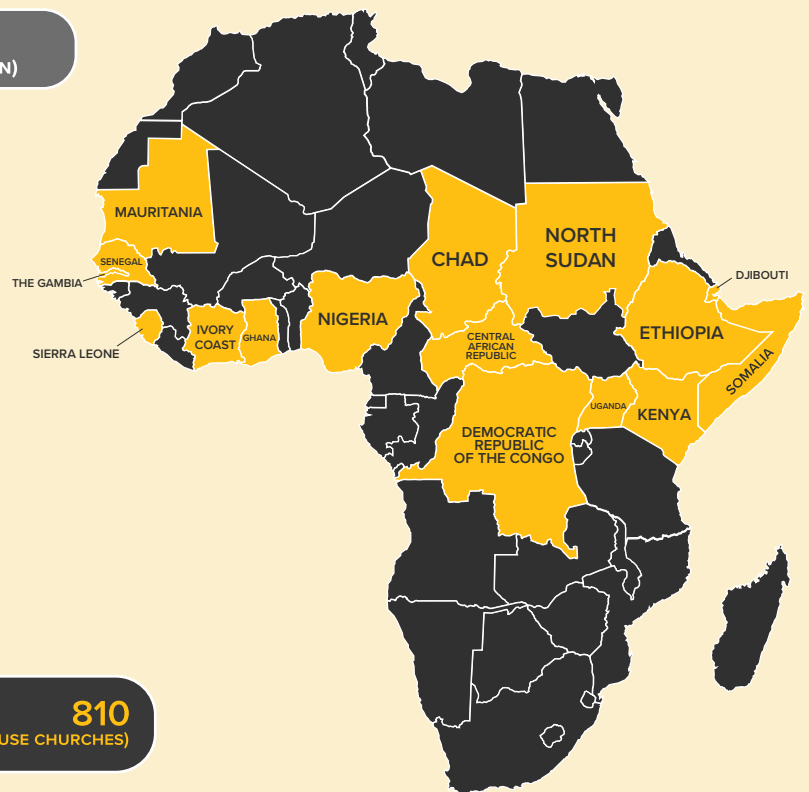 N)
MAURITANIA
SENEGAL
THE GAMBIA
SIERRA LEONE
IVORY
COAST
GHANA
NIGERIA
CHAD
NORTH
SUDAN
CENTRAL
AFRICAN
REPUBLIC
DJIBOUTI
ETHIOPIA
SOMALIA
UGANDA
KENYA
DEMOCRATIC
REPUBLIC
OF THE CONGO
810
USE CHURCHES)